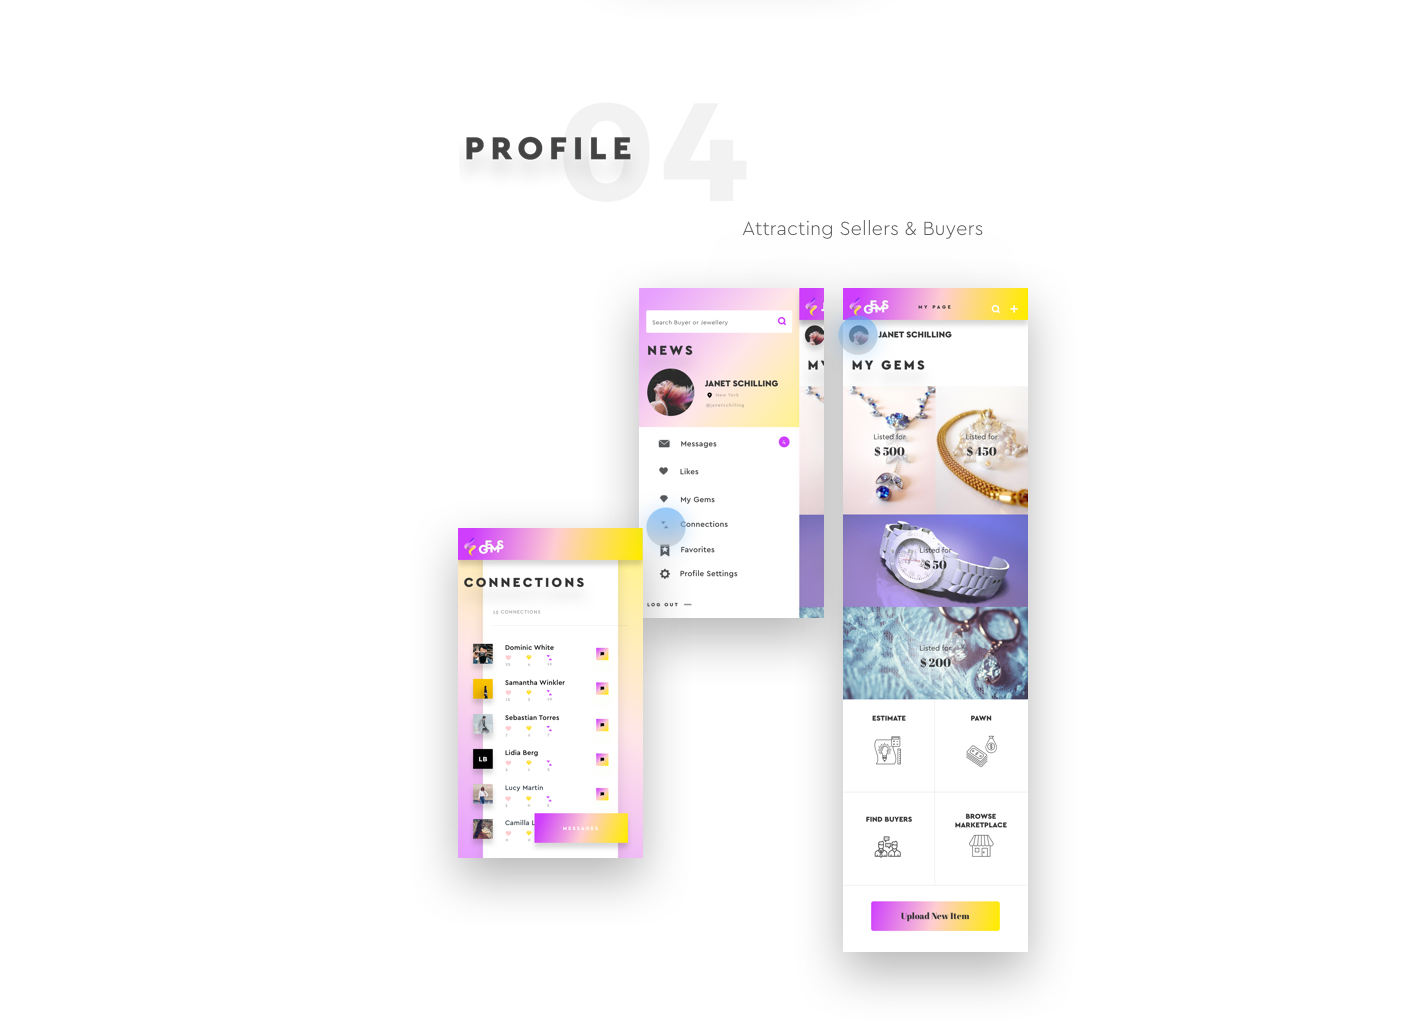 04
PROFILE
Attracting Sellers & Buyers
Search Buyer or Jewellery
NEWS
JANET SCHILLING
New York
@janetschilling
Messages
Likes
My Gems
Connections
Favorites
Profile Settings
LOG OUT
MY
GEMS
MY PAGE
JANET SCHILLING
MY GEMS
Listed for
$ 500
Listed for
$ 450
Listed for
$ 50
Listed for
$ 200
ESTIMATE
PAWN
FIND BUYERS
BROWSE
MARKETPLACE
Upload New Item
GEMS
CONNECTIONS
CONNECTIONS
Dominic White
Samantha Winkler
Sebastian Torres
Lidia Berg
LB
Lucy Martin
Camilla L
MESSAGES